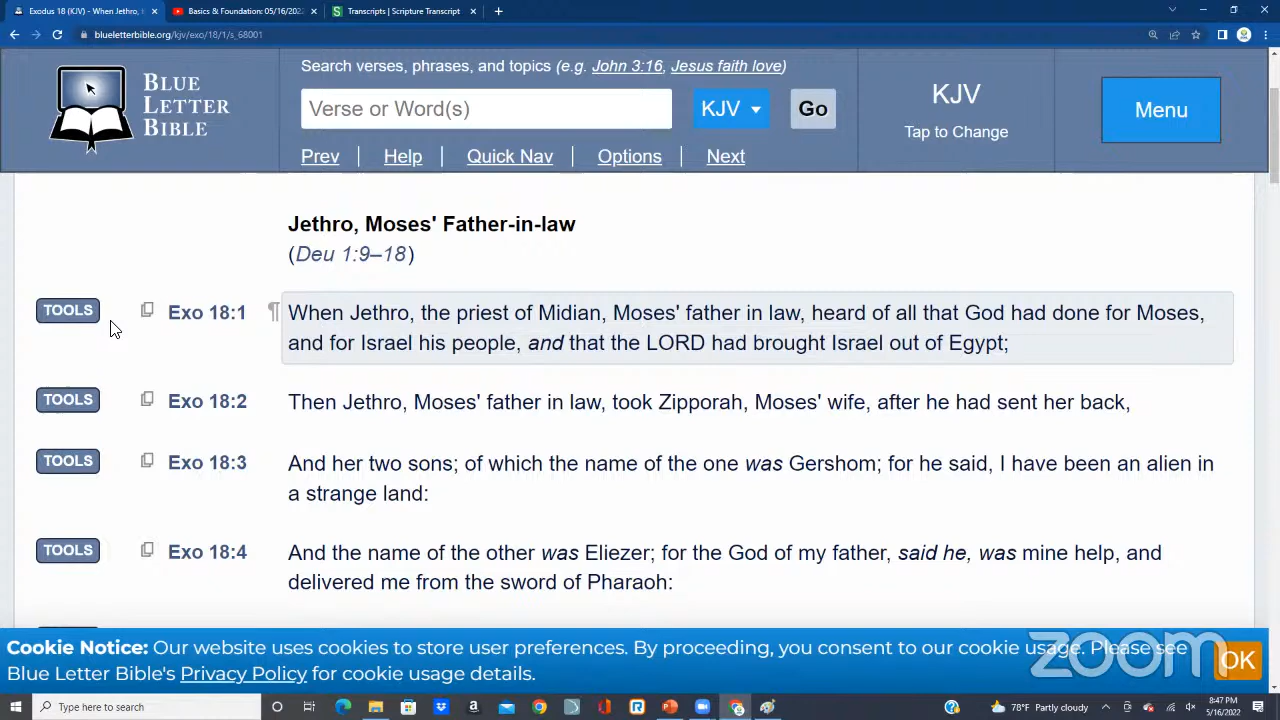 Exodus 18 (KJV) - When Jethro, t
Basics & Foundation: 05/16/2022
Transcripts | Scripture Transcript
blueletterbible.org/kjv/exo/18/1/s_68001
BLUE
LETTER
BIBLE
Search verses, phrases, and topics (e.g. John 3:16, Jesus faith love)
Verse or Word(s)
KJV
Go
Prev | Help | Quick Nav | Options | Next
KJV
Tap to Change
Menu
Jethro, Moses' Father-in-law
(Deu 1:9–18)
TOOLS Exo 18:1 ¶ When Jethro, the priest of Midian, Moses' father in law, heard of all that God had done for Moses,
and for Israel his people, and that the LORD had brought Israel out of Egypt;
TOOLS Exo 18:2 Then Jethro, Moses' father in law, took Zipporah, Moses' wife, after he had sent her back,
TOOLS Exo 18:3 And her two sons; of which the name of the one was Gershom; for he said, I have been an alien in
a strange land:
TOOLS Exo 18:4 And the name of the other was Eliezer; for the God of my father, said he, was mine help, and
delivered me from the sword of Pharaoh:
Cookie Notice: Our website uses cookies to store user preferences. By proceeding, you consent to our cookie usage. Please see
Blue Letter Bible's Privacy Policy for cookie usage details.
OK
zoom
Type here to search
78°F Partly cloudy
8:47 PM
5/16/2022